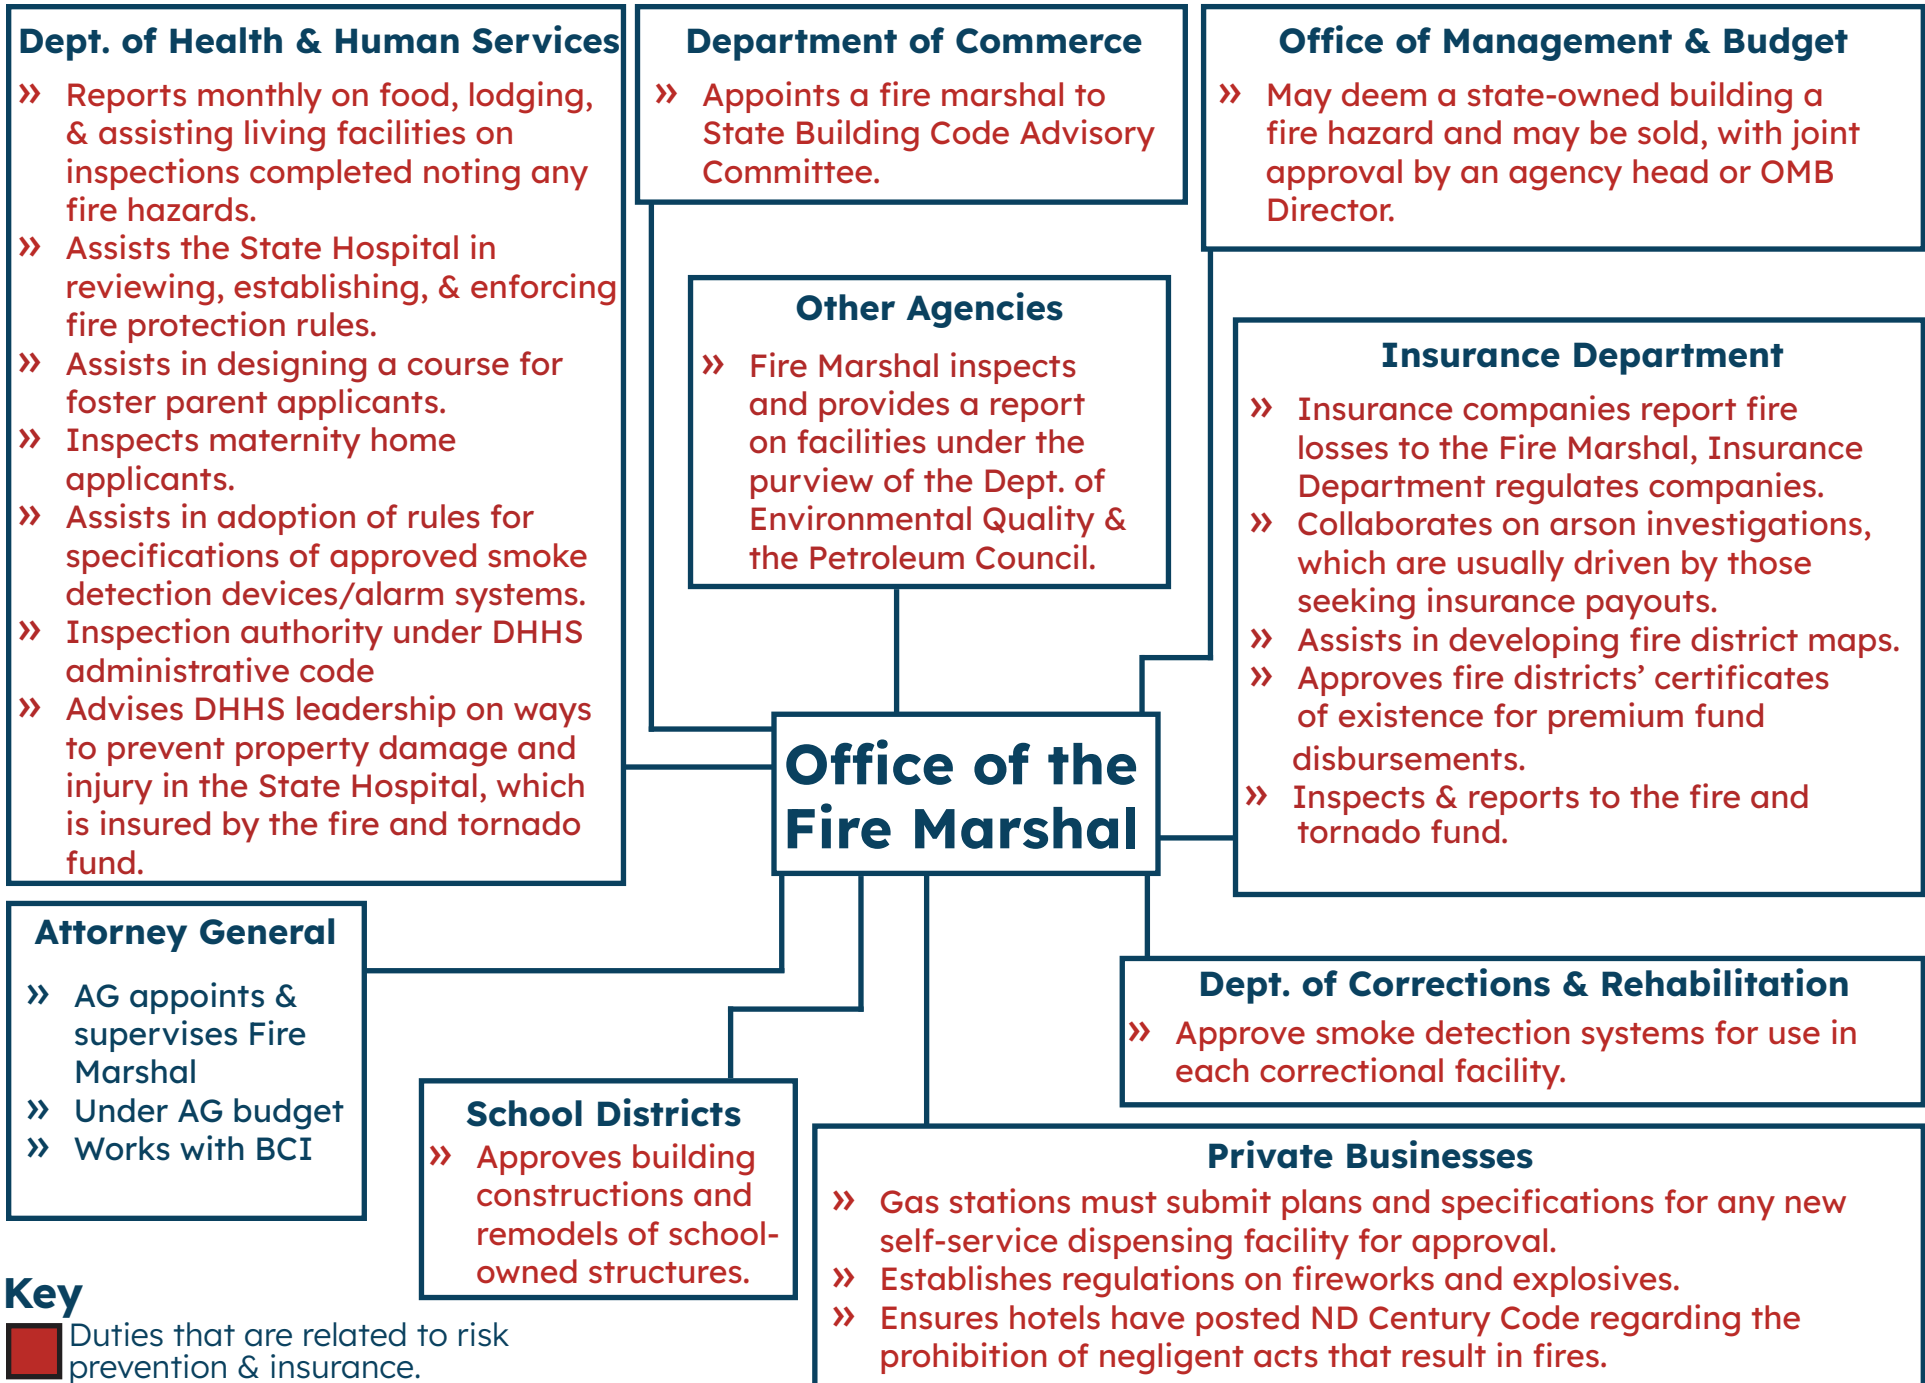 Dept. of Health & Human Services
» Reports monthly on food, lodging,
& assisting living facilities on
inspections completed noting any
fire hazards.
» Assists the State Hospital in
reviewing, establishing, & enforcing
fire protection rules.
» Assists in designing a course for
foster parent applicants.
» Inspects maternity home
applicants.
» Assists in adoption of rules for
specifications of approved smoke
detection devices/alarm systems.
» Inspection authority under DHHS
administrative code
» Advises DHHS leadership on ways
to prevent property damage and
injury in the State Hospital, which
is insured by the fire and tornado
fund.
Department of Commerce
» Appoints a fire marshal to
State Building Code Advisory
Committee.
Office of Management & Budget
» May deem a state-owned building a
fire hazard and may be sold, with joint
approval by an agency head or OMB
Director.
Other Agencies
» Fire Marshal inspects
and provides a report
on facilities under the
purview of the Dept. of
Environmental Quality &
the Petroleum Council.
Insurance Department
» Insurance companies report fire
losses to the Fire Marshal, Insurance
Department regulates companies.
» Collaborates on arson investigations,
which are usually driven by those
seeking insurance payouts.
» Assists in developing fire district maps.
» Approves fire districts’ certificates
of existence for premium fund
disbursements.
» Inspects & reports to the fire and
tornado fund.
Office of the
Fire Marshal
Attorney General
» AG appoints &
supervises Fire
Marshal
» Under AG budget
» Works with BCI
School Districts
» Approves building
constructions and
remodels of school-
owned structures.
Dept. of Corrections & Rehabilitation
» Approve smoke detection systems for use in
each correctional facility.
Private Businesses
» Gas stations must submit plans and specifications for any new
self-service dispensing facility for approval.
» Establishes regulations on fireworks and explosives.
» Ensures hotels have posted ND Century Code regarding the
prohibition of negligent acts that result in fires.
Key
Duties that are related to risk
prevention & insurance.